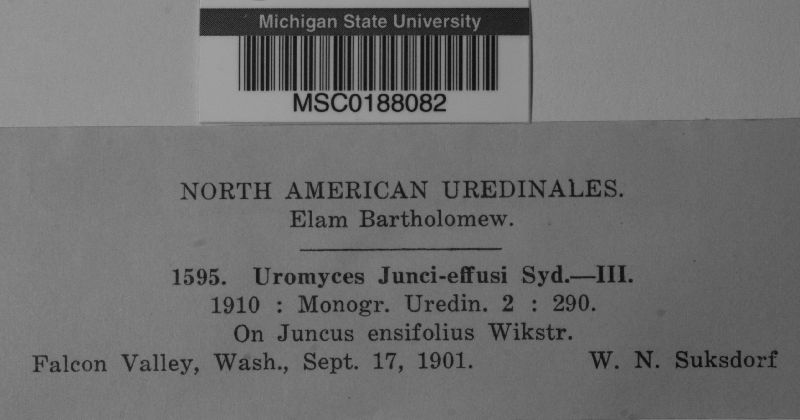 Michigan State University
MSC0188082
NORTH AMERICAN UREDINALES.
Elam Bartholomew.
1595. Uromyces Junci-effusi Syd.—III.
1910 : Monogr. Uredin. 2 : 290.
On Juncus ensifolius Wikstr.
Falcon Valley, Wash., Sept. 17, 1901. W. N. Suksdorf